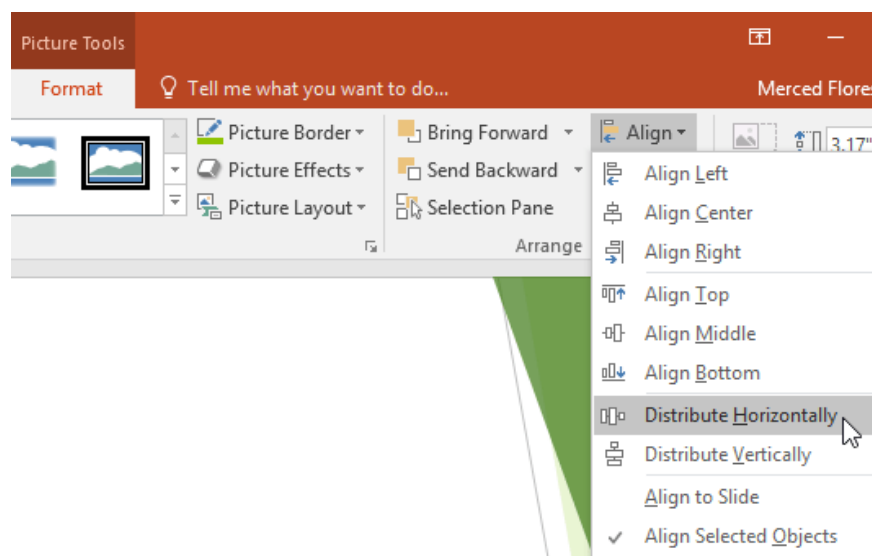 Picture Tools
Format
Tell me what you want to do...
Merced Flores
Picture Border
Picture Effects
Picture Layout
Bring Forward
Send Backward
Selection Pane
Arrange
Align
3.17"
Align Left
Align Center
Align Right
Align Top
Align Middle
Align Bottom
Distribute Horizontally
Distribute Vertically
Align to Slide
Align Selected Objects